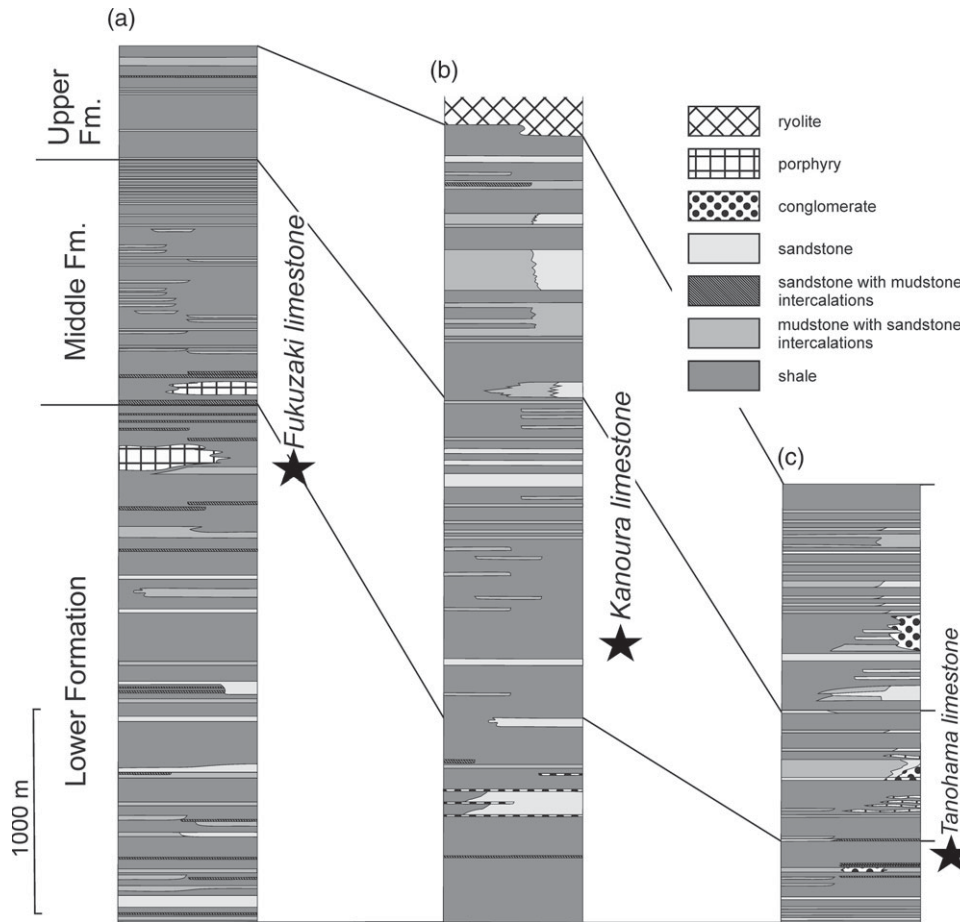 (a)
(b)
(c)
Upper
Fm.
Middle Fm.
Lower Formation
1000 m
Fukuzaki limestone
Kanoura limestone
Tanohama limestone
ryolite
porphyry
conglomerate
sandstone
sandstone with mudstone
intercalations
mudstone with sandstone
intercalations
shale